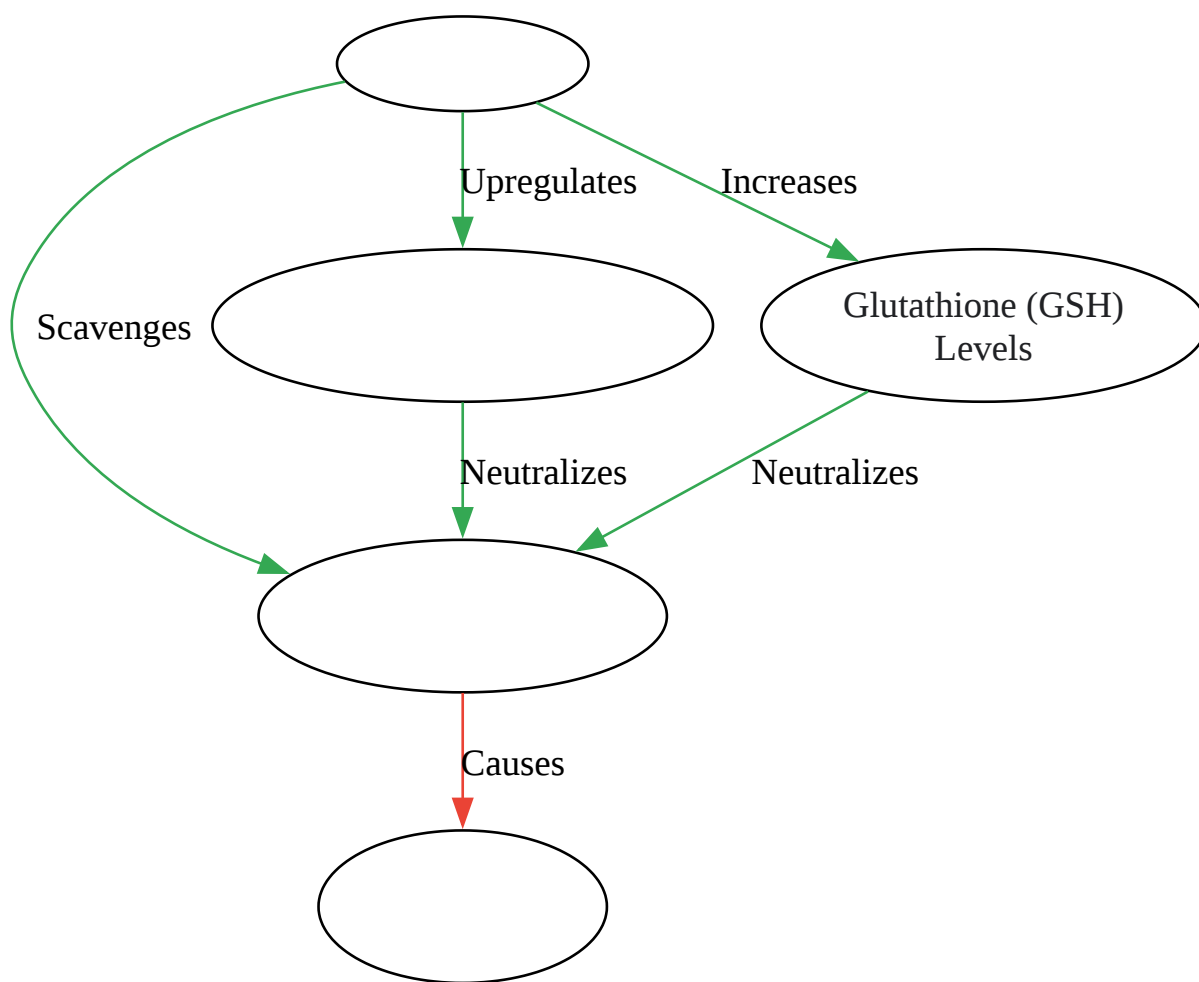 Upregulates
Increases
Scavenges
Glutathione (GSH)
Levels
Neutralizes
Neutralizes
Causes